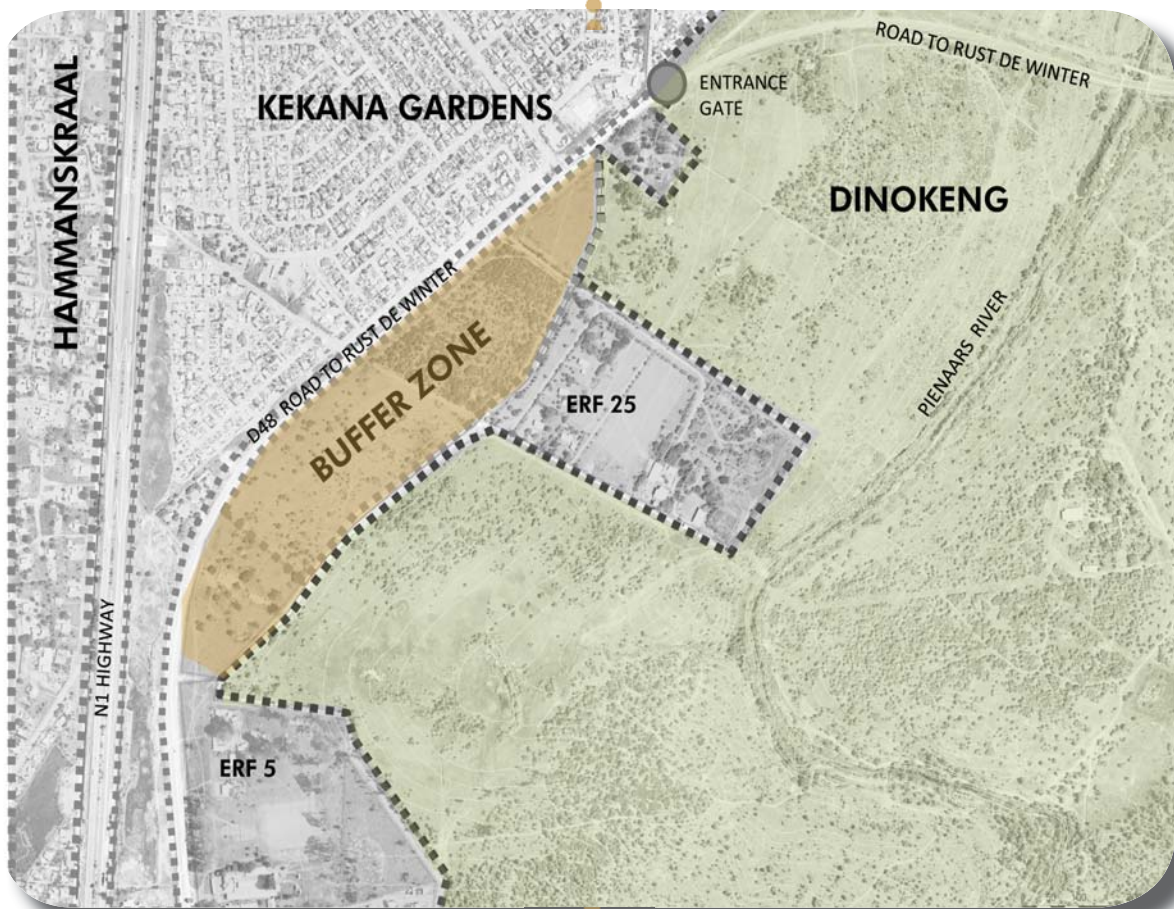 ROAD TO RUST DE WINTER
ENTRANCE
GATE
KEKANA GARDENS
HAMMANSKRAAL
DINOKENG
D48 ROAD TO RUST DE WINTER
BUFFER ZONE
PIENAARS RIVER
ERF 25
N1 HIGHWAY
ERF 5